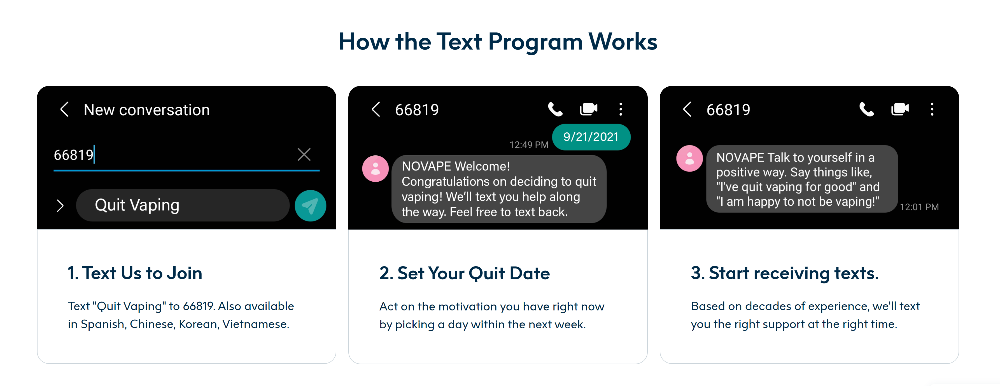 How the Text Program Works
New conversation
66819
Quit Vaping
1. Text Us to Join
Text "Quit Vaping" to 66819. Also available
in Spanish, Chinese, Korean, Vietnamese.
66819
9/21/2021
12:49 PM
NOVAPE Welcome!
Congratulations on deciding to quit
vaping! We’ll text you help along
the way. Feel free to text back.
2. Set Your Quit Date
Act on the motivation you have right now
by picking a day within the next week.
66819
NOVAPE Talk to yourself in a
positive way. Say things like,
"I've quit vaping for good" and
"I am happy to not be vaping!"
12:01 PM
3. Start receiving texts.
Based on decades of experience, we'll text
you the right support at the right time.